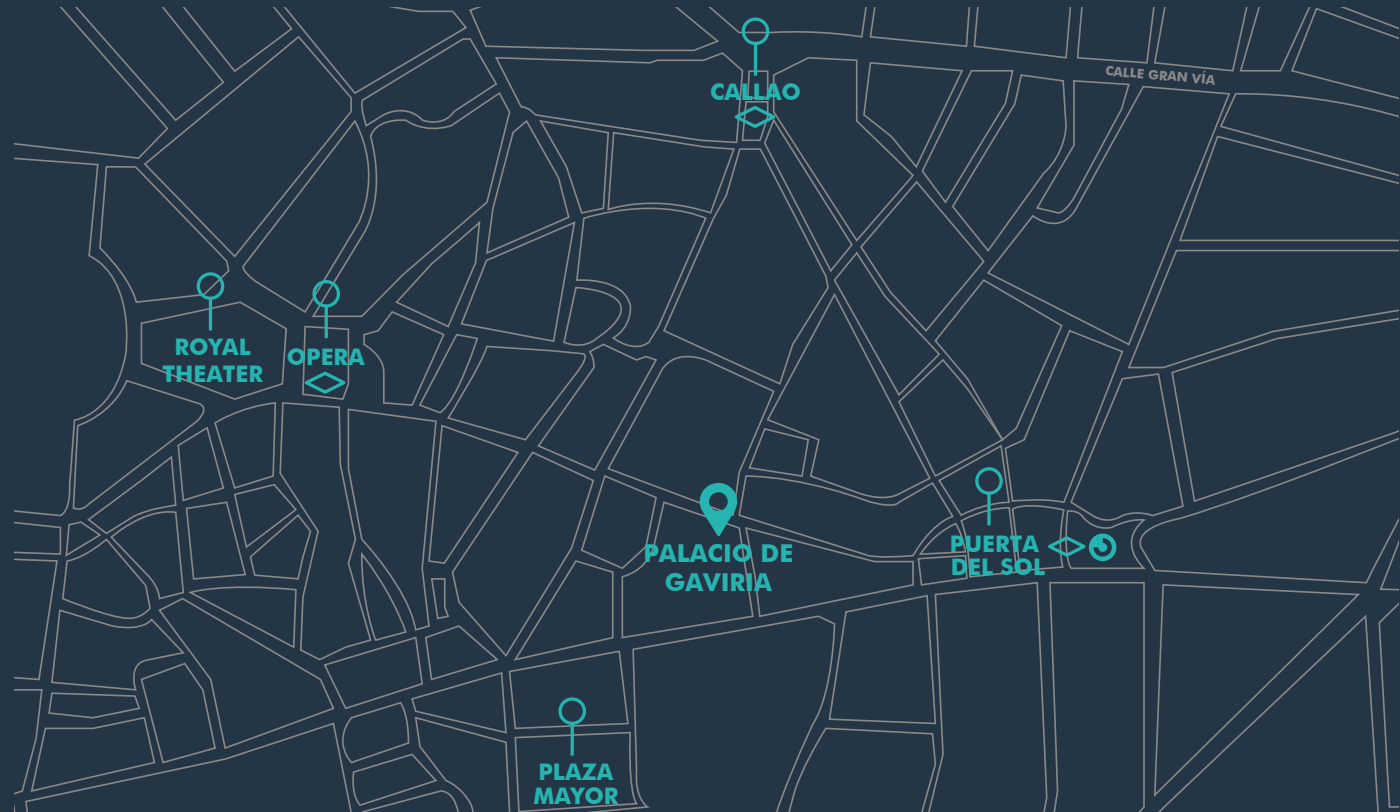 CALLE GRAN VÍA
CALLAO
ROYAL
THEATER
OPERA
PALACIO DE
GAVIRIA
PUERTA
DEL SOL
PLAZA
MAYOR